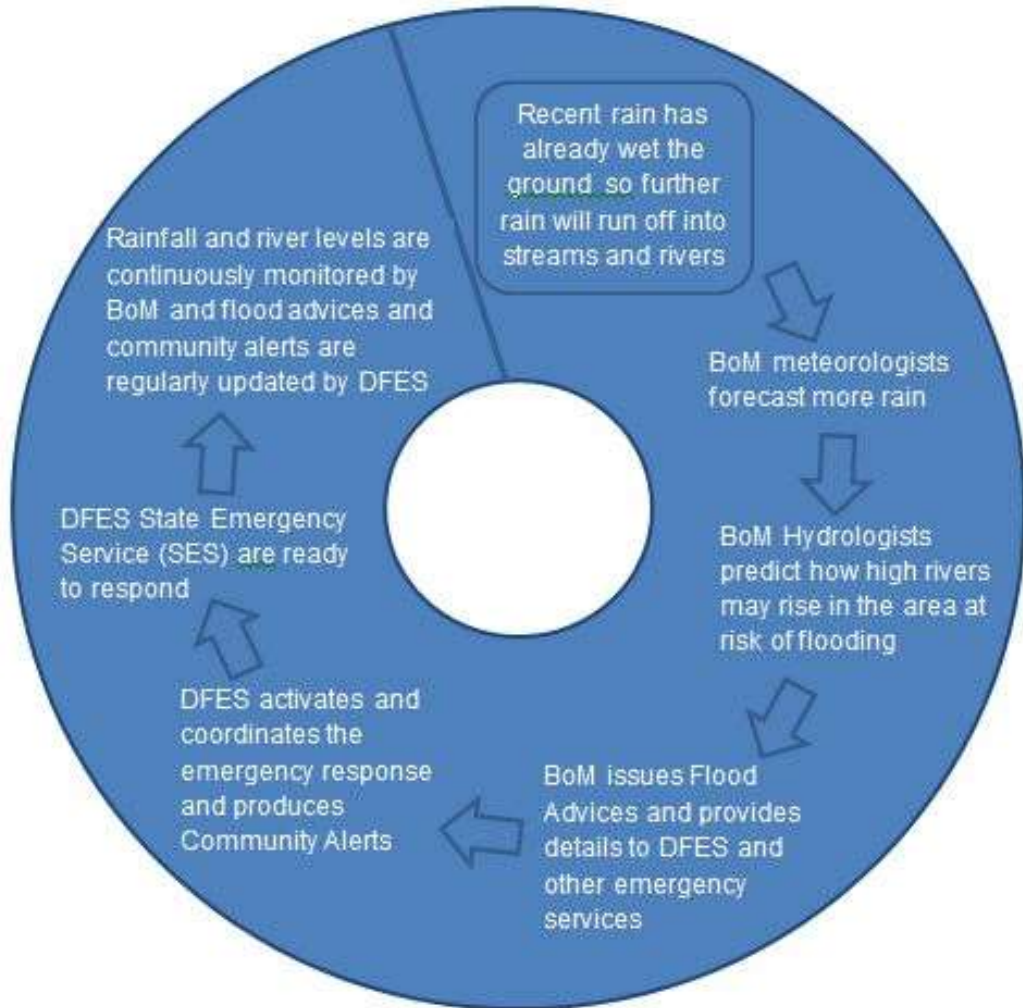 Recent rain has
already wet the
ground so further
rain will run off into
streams and rivers
BoM meteorologists
forecast more rain
BoM Hydrologists
predict how high rivers
may rise in the area at
risk of flooding
BoM issues Flood
Advices and provides
details to DFES and
other emergency
services
DFES activates and
coordinates the
emergency response
and produces
Community Alerts
DFES State Emergency
Service (SES) are ready
to respond
Rainfall and river levels are
continuously monitored by
BoM and flood advices and
community alerts are
regularly updated by DFES